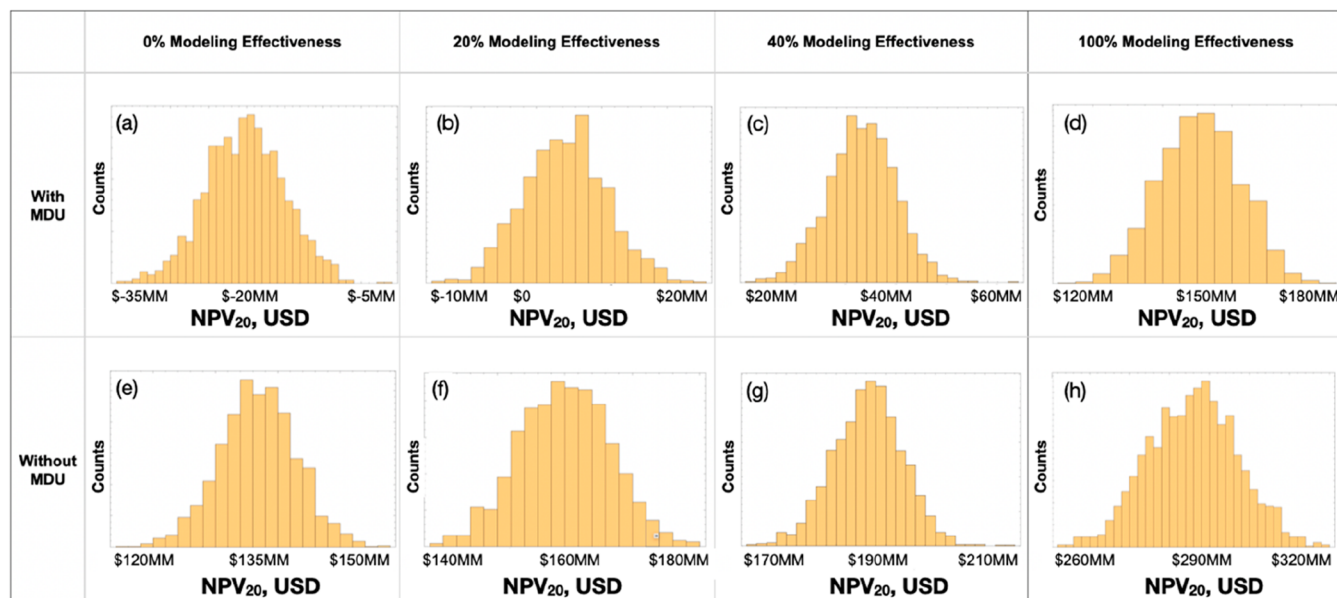 0% Modeling Effectiveness
20% Modeling Effectiveness
40% Modeling Effectiveness
100% Modeling Effectiveness
With
MDU
(a)
Counts
$-35MM $-20MM $-5MM
NPV₂₀, USD
(b)
Counts
$-10MM $0 $20MM
NPV₂₀, USD
(c)
Counts
$20MM $40MM $60MM
NPV₂₀, USD
(d)
Counts
$120MM $150MM $180MM
NPV₂₀, USD
Without
MDU
(e)
Counts
$120MM $135MM $150MM
NPV₂₀, USD
(f)
Counts
$140MM $160MM $180MM
NPV₂₀, USD
(g)
Counts
$170MM $190MM $210MM
NPV₂₀, USD
(h)
Counts
$260MM $290MM $320MM
NPV₂₀, USD